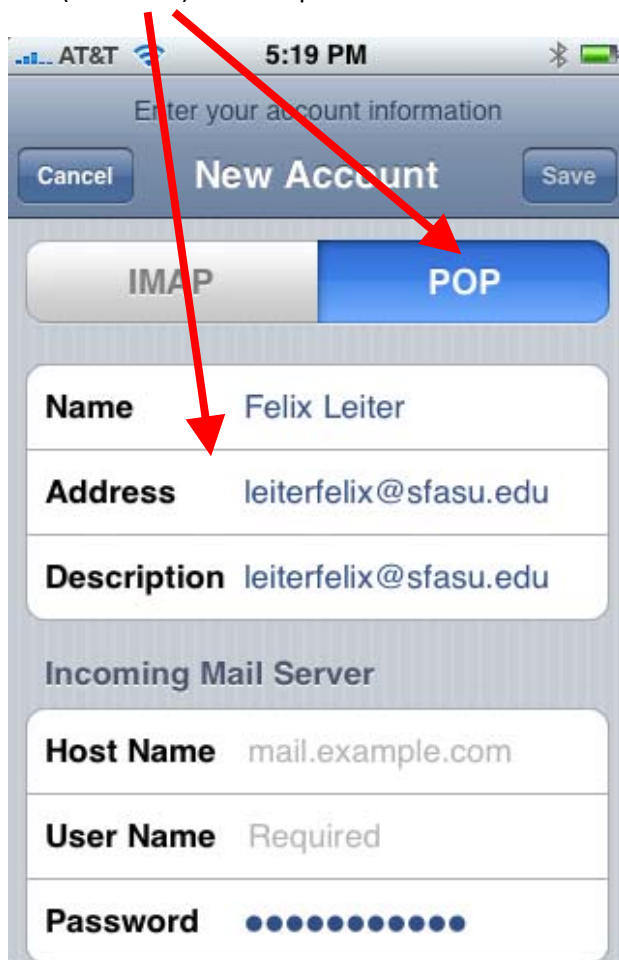 AT&T 5:19 PM
Enter your account information
Cancel New Account Save
IMAP POP
Name Felix Leiter
Address leiterfelix@sfasu.edu
Description leiterfelix@sfasu.edu
Incoming Mail Server
Host Name mail.example.com
User Name Required
Password ●●●●●●●●●●●